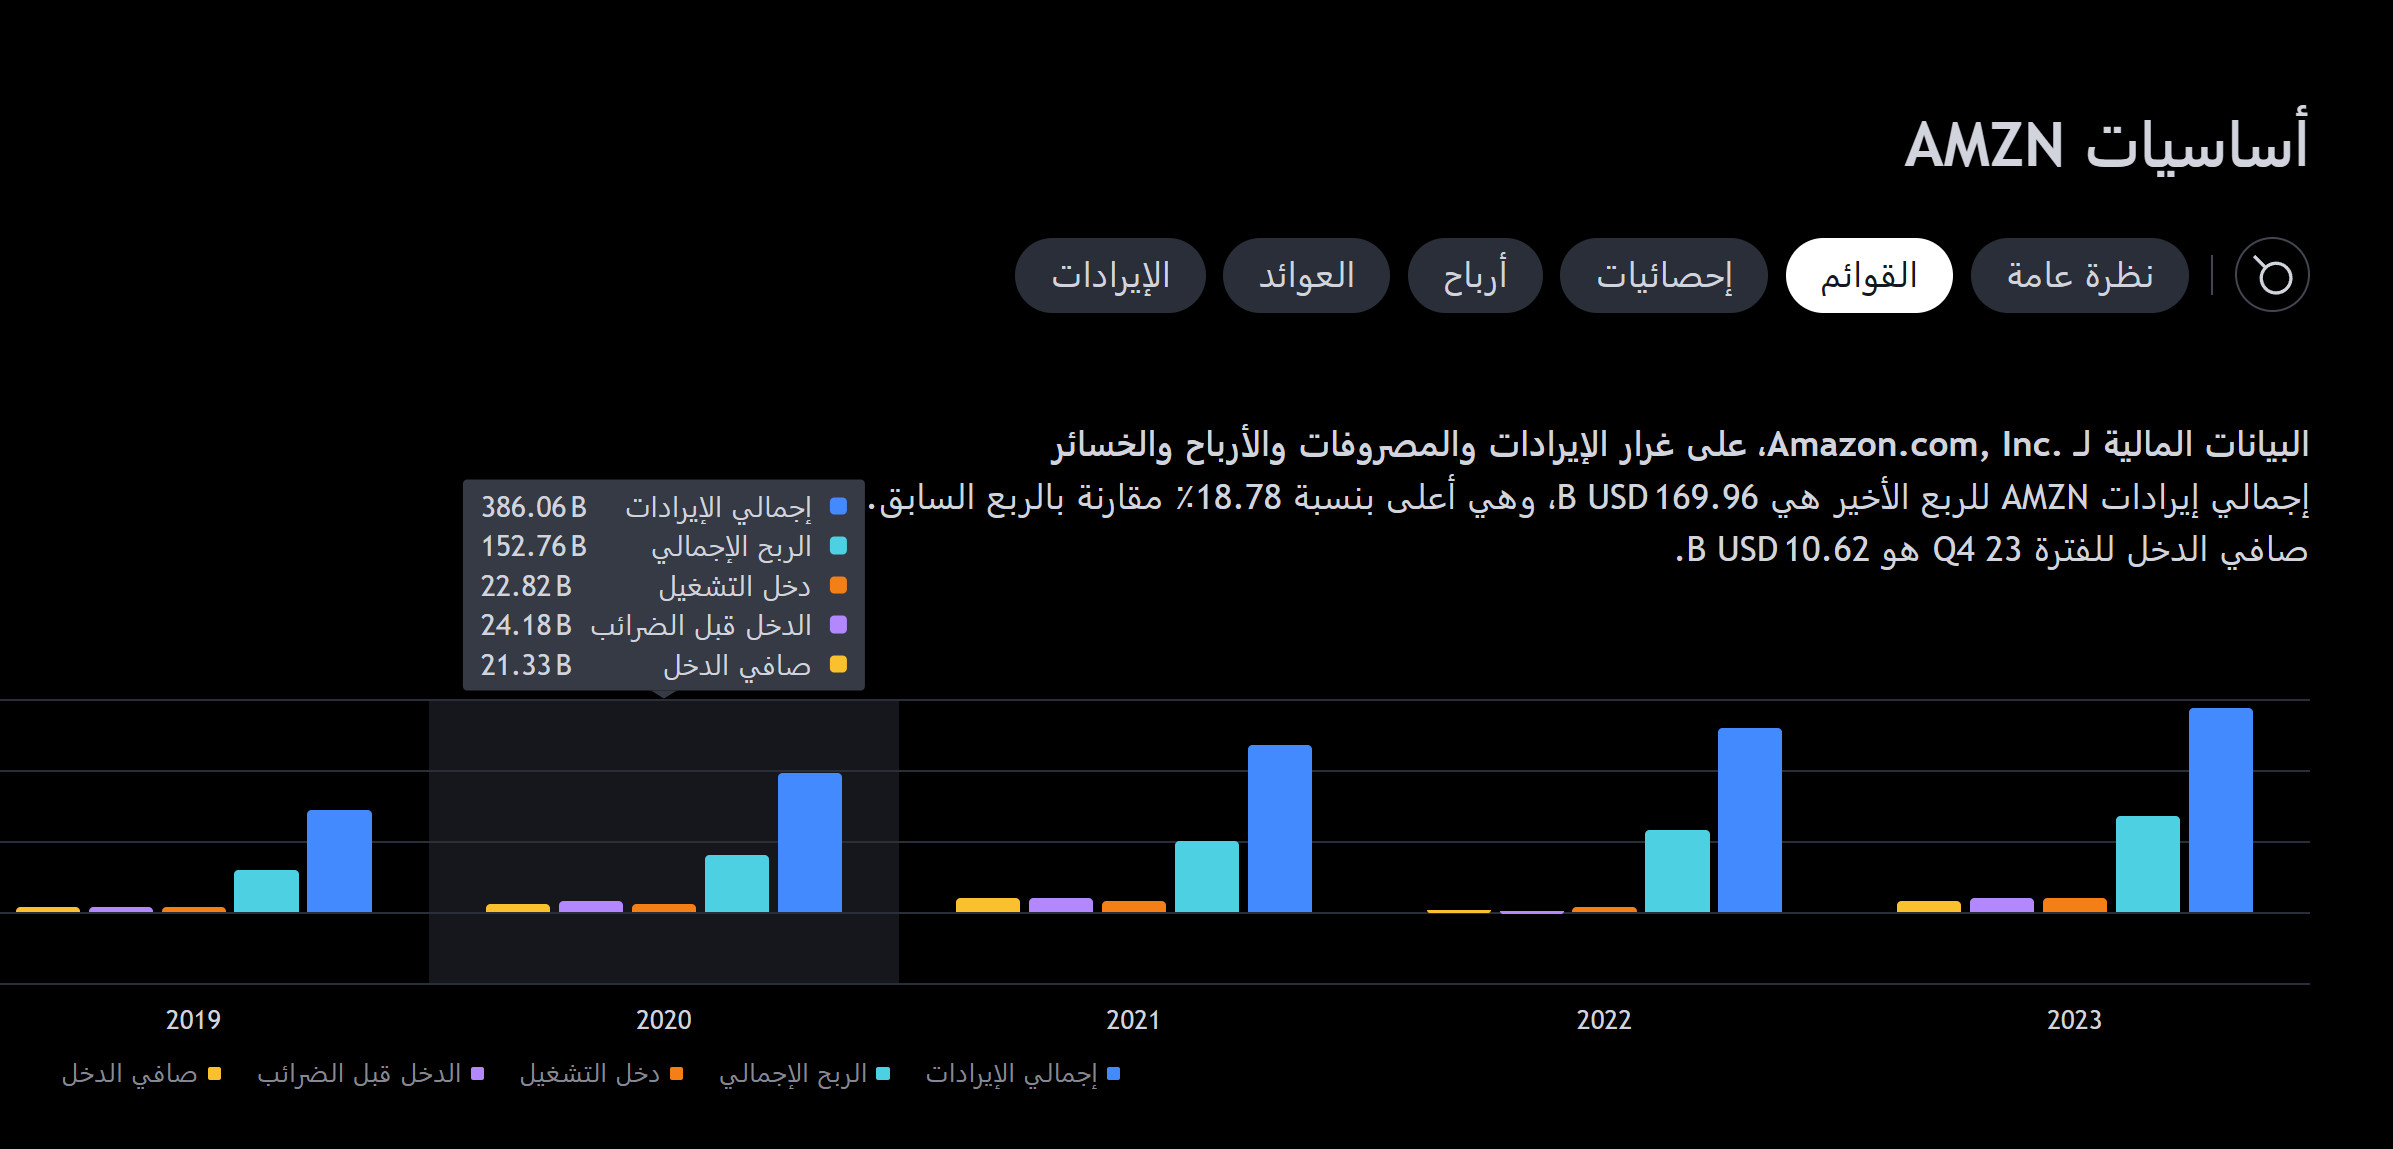 أساسيات AMZN
نظرة عامة
القوائم
إحصائيات
أرباح
العوائد
الإيرادات
البيانات المالية لـ Amazon.com, Inc.، على غرار الإيرادات والمصروفات والأرباح والخسائر
إجمالي إيرادات AMZN للربع الأخير هي 169.96 B USD، وهي أعلى بنسبة 18.78٪ مقارنة بالربع السابق.
صافي الدخل للفترة Q4 23 هو 10.62 B USD.
إجمالي الإيرادات 386.06 B
الربح الإجمالي 152.76 B
دخل التشغيل 22.82 B
الدخل قبل الضرائب 24.18 B
صافي الدخل 21.33 B
2023 2022 2021 2020 2019
إجمالي الإيرادات الربح الإجمالي دخل التشغيل الدخل قبل الضرائب صافي الدخل